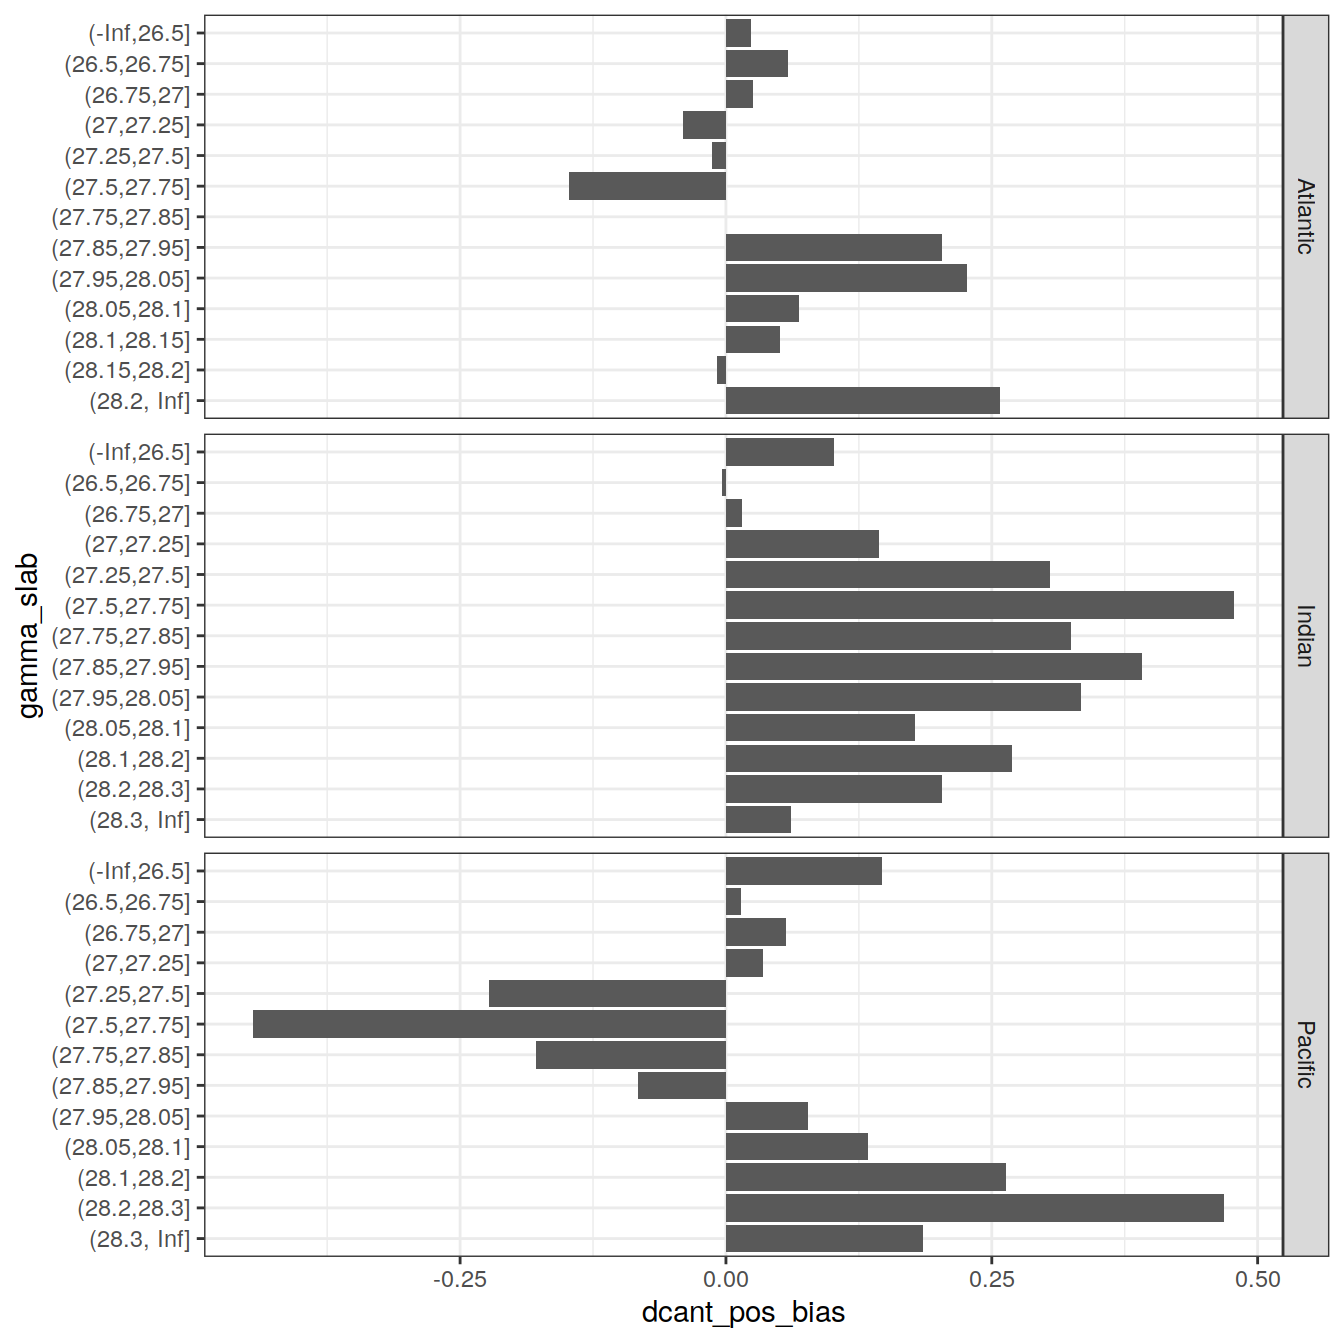 (-Inf,26.5]
(26.5,26.75]
(26.75,27]
(27,27.25]
(27.25,27.5]
(27.5,27.75]
(27.75,27.85]
(27.85,27.95]
(27.95,28.05]
(28.05,28.1]
(28.1,28.15]
(28.15,28.2]
(28.2, Inf]
Atlantic
(-Inf,26.5]
(26.5,26.75]
(26.75,27]
(27,27.25]
(27.25,27.5]
(27.5,27.75]
(27.75,27.85]
(27.85,27.95]
(27.95,28.05]
(28.05,28.1]
(28.1,28.2]
(28.2,28.3]
(28.3, Inf]
Indian
gamma_slab
(-Inf,26.5]
(26.5,26.75]
(26.75,27]
(27,27.25]
(27.25,27.5]
(27.5,27.75]
(27.75,27.85]
(27.85,27.95]
(27.95,28.05]
(28.05,28.1]
(28.1,28.2]
(28.2,28.3]
(28.3, Inf]
Pacific
-0.25 0.00 0.25 0.50
dcant_pos_bias